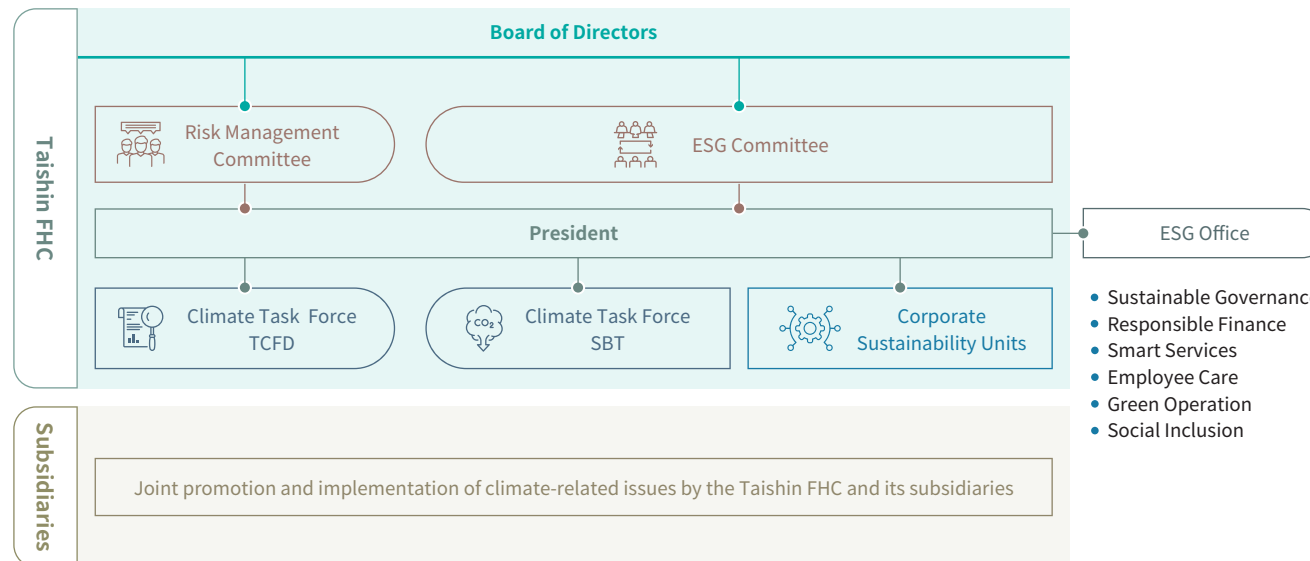 Taishin FHC
Board of Directors
Risk Management
Committee
ESG Committee
President
ESG Office
Climate Task Force
TCFD
CO2
Climate Task Force
SBT
Corporate
Sustainability Units
• Sustainable Governanc
• Responsible Finance
• Smart Services
• Employee Care
• Green Operation
• Social Inclusion
Subsidiaries
Joint promotion and implementation of climate-related issues by the Taishin FHC and its subsidiaries